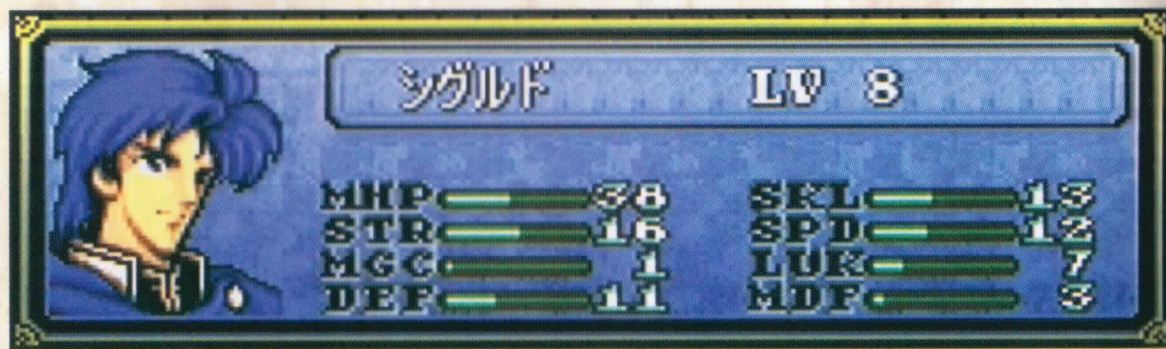 シグルド LV 8
MHP 38 SKL 13
STR 16 SPD 12
MGC 1 LUK 7
DEF 11 MDF 3